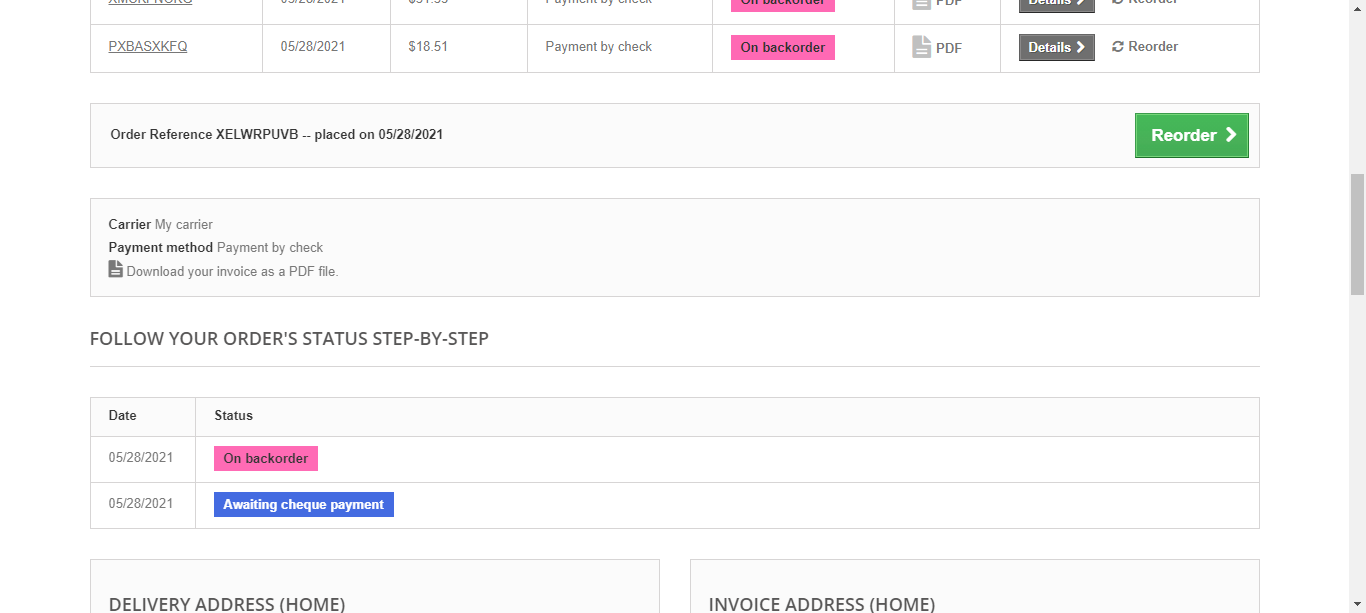 05/28/2021 Payment by check On backorder PDF Details Reorder
PXBASXKFQ 05/28/2021 $18.51 Payment by check On backorder PDF Details Reorder
Order Reference XELWRPUVB -- placed on 05/28/2021 Reorder
Carrier My carrier
Payment method Payment by check
Download your invoice as a PDF file.
FOLLOW YOUR ORDER'S STATUS STEP-BY-STEP
Date Status
05/28/2021 On backorder
05/28/2021 Awaiting cheque payment
DELIVERY ADDRESS (HOME) INVOICE ADDRESS (HOME)